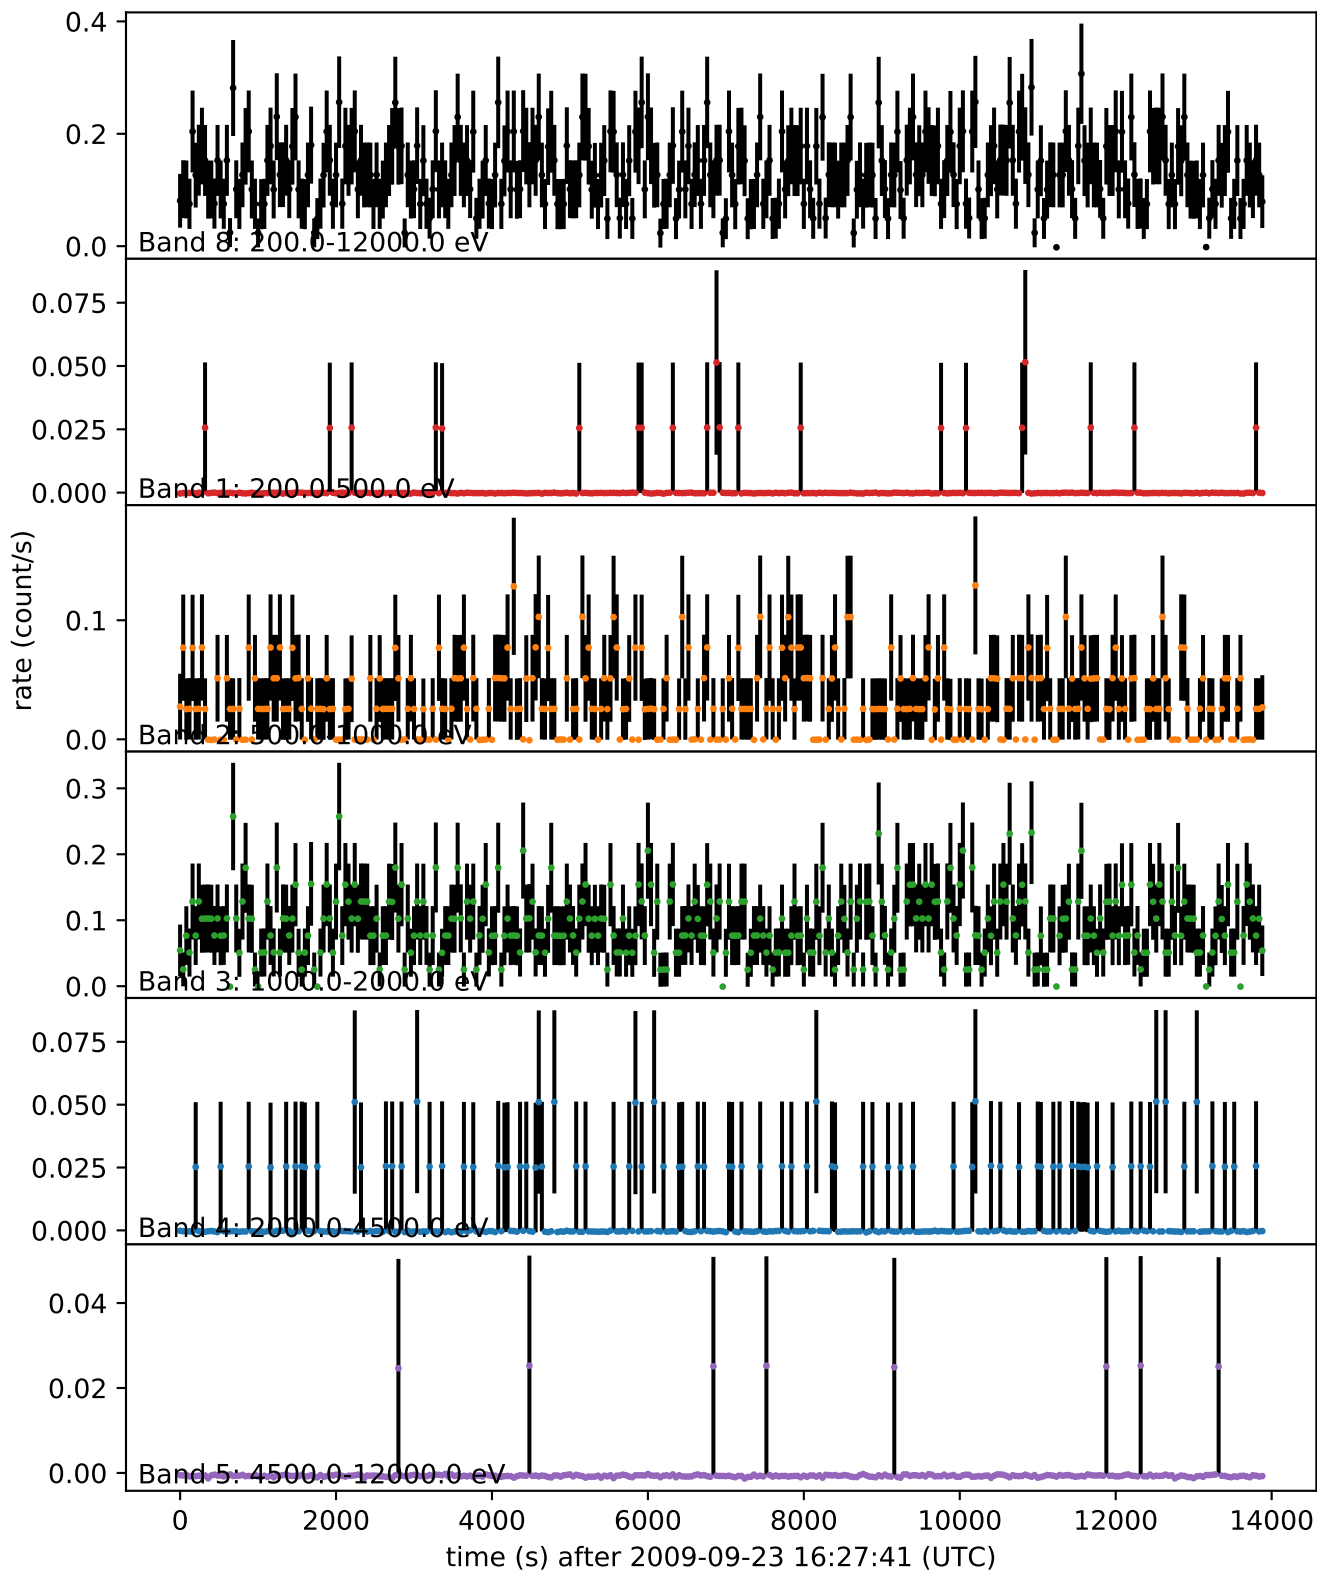 0.4
0.2
0.0
Band 8: 200.0-12000.0 eV
0.075
0.050
0.025
0.000
Band 1: 200.0-500.0 eV
rate (count/s)
0.1
0.0
Band 2: 500.0-1000.0 eV
0.3
0.2
0.1
0.0
Band 3: 1000.0-2000.0 eV
0.075
0.050
0.025
0.000
Band 4: 2000.0-4500.0 eV
0.04
0.02
0.00
Band 5: 4500.0-12000.0 eV
0 2000 4000 6000 8000 10000 12000 14000
time (s) after 2009-09-23 16:27:41 (UTC)